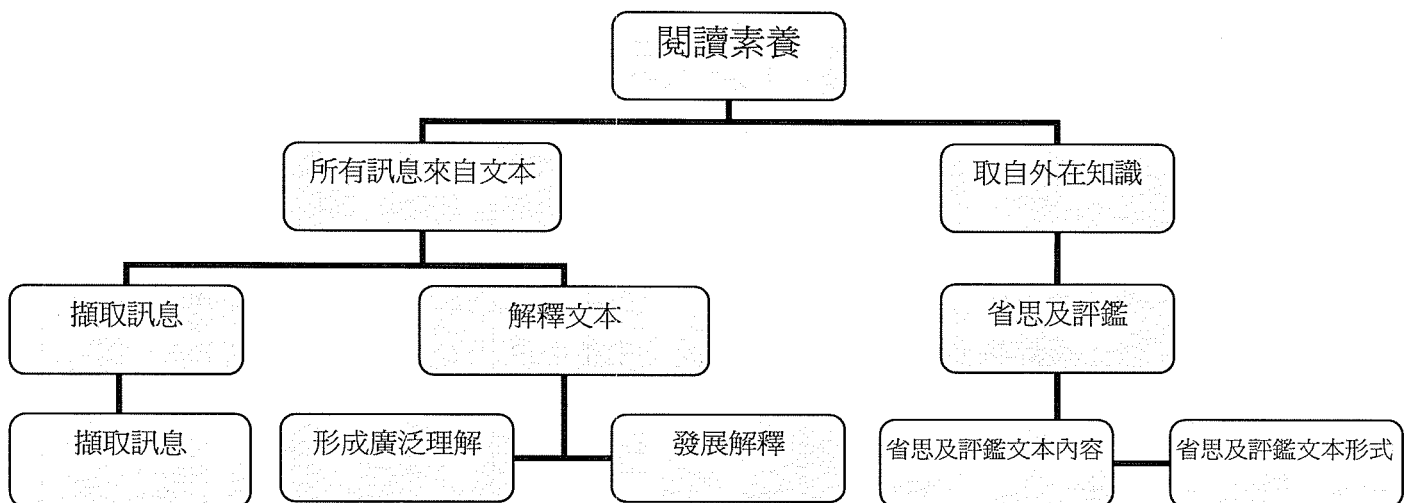 閱讀素養
所有訊息來自文本
取自外在知識
擷取訊息
解釋文本
省思及評鑑
擷取訊息
形成廣泛理解
發展解釋
省思及評鑑文本內容
省思及評鑑文本形式